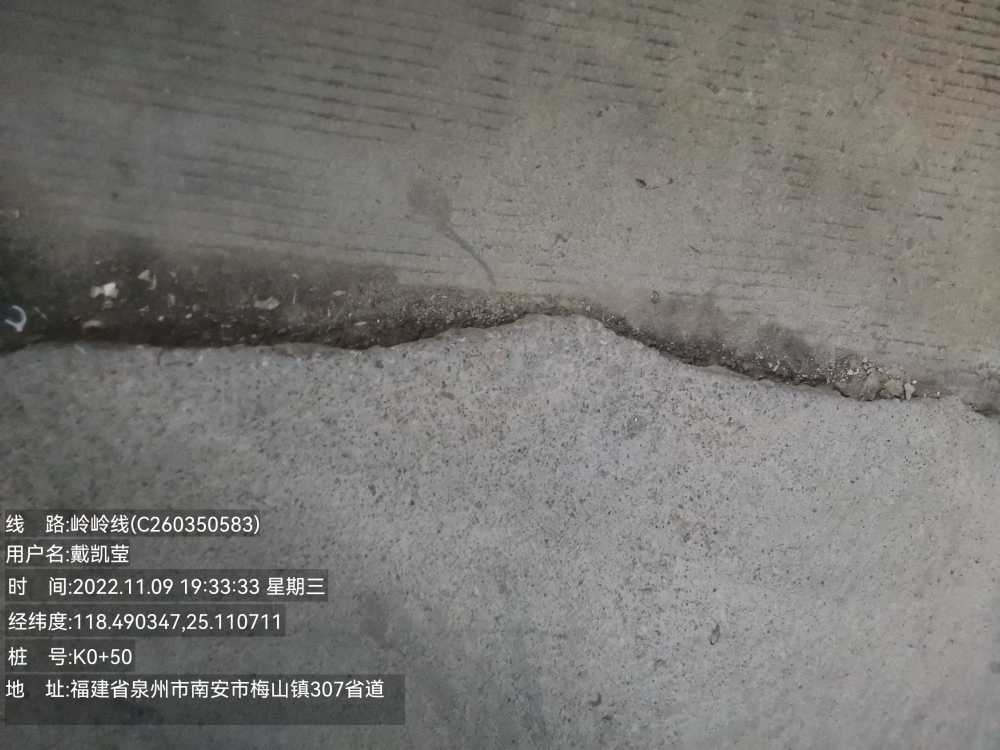 线 路:岭岭线(C260350583)
用户名:戴凯莹
时 间:2022.11.09 19:33:33 星期三
经纬度:118.490347,25.110711
桩 号:K0+50
地 址:福建省泉州市南安市梅山镇307省道